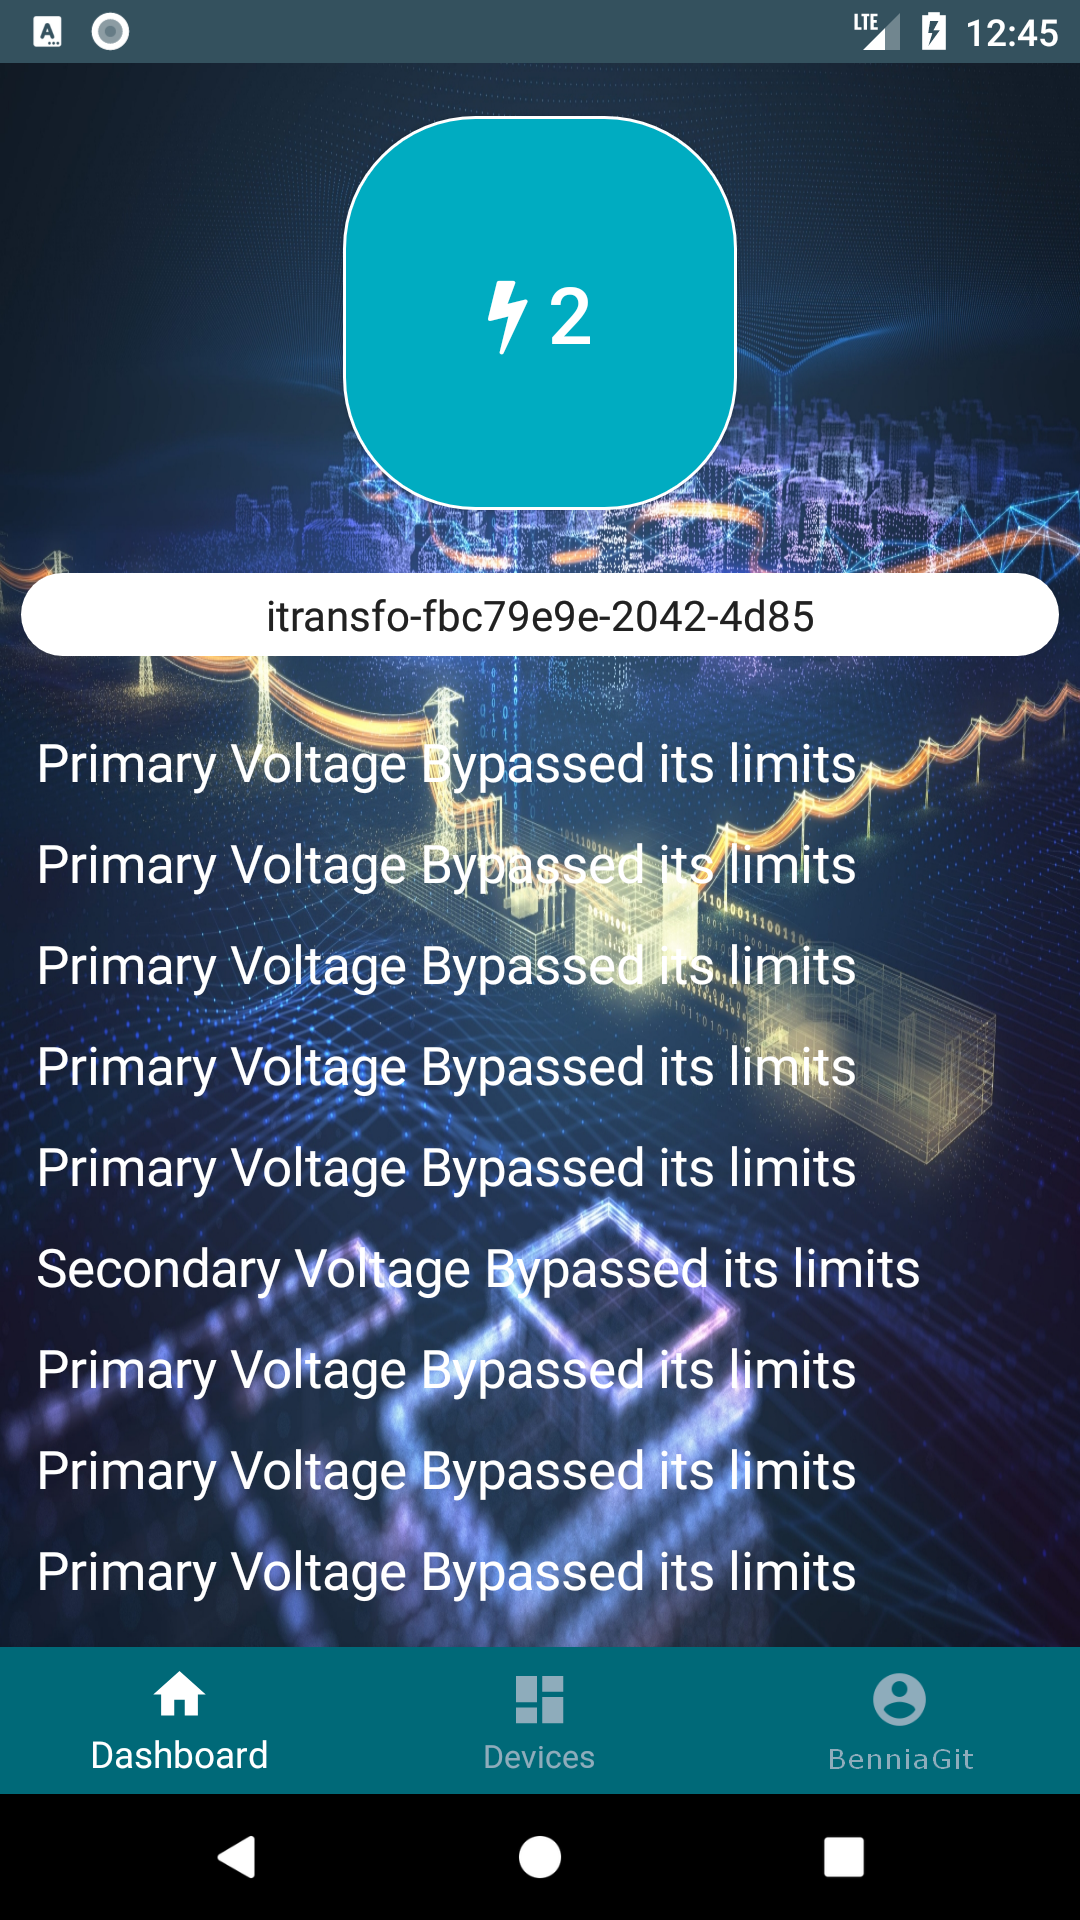 LTE 12:45
2
itransfo-fbc79e9e-2042-4d85
Primary Voltage Bypassed its limits
Primary Voltage Bypassed its limits
Primary Voltage Bypassed its limits
Primary Voltage Bypassed its limits
Primary Voltage Bypassed its limits
Secondary Voltage Bypassed its limits
Primary Voltage Bypassed its limits
Primary Voltage Bypassed its limits
Primary Voltage Bypassed its limits
Dashboard Devices BenniaGit